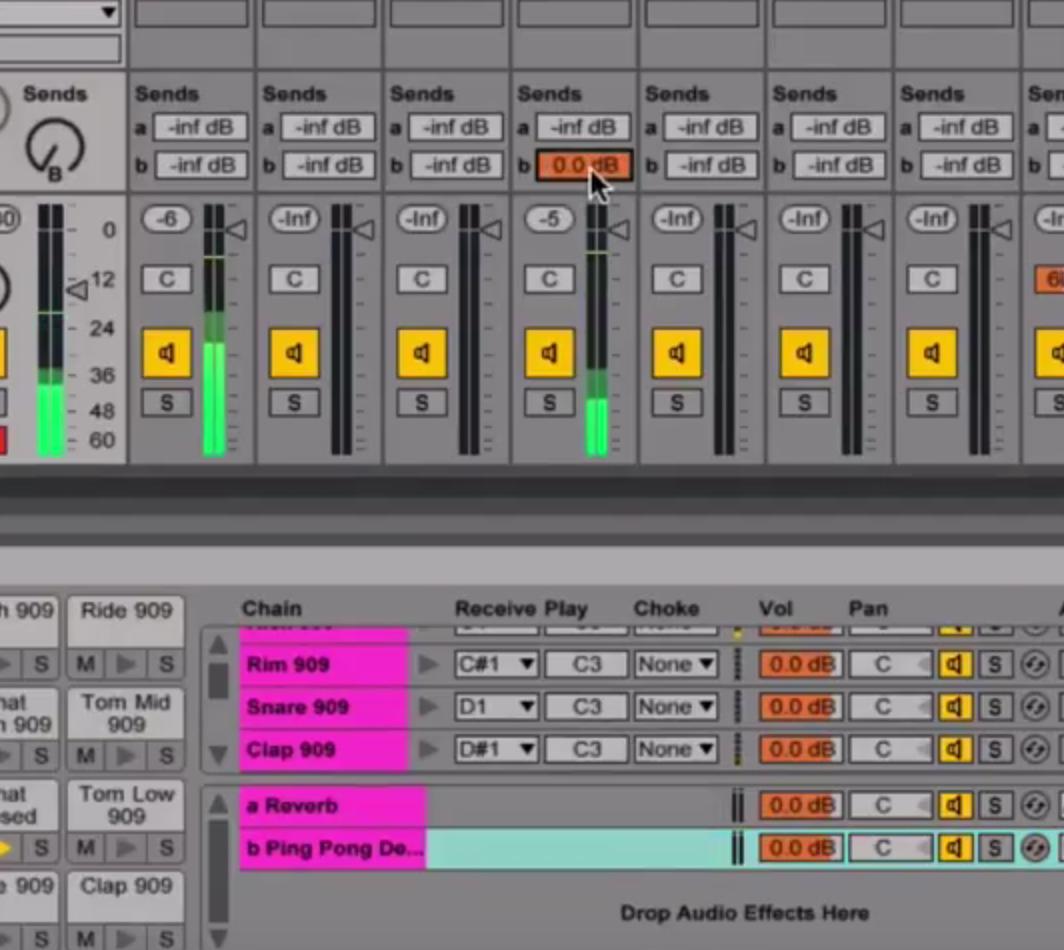 Sends Sends Sends Sends Sends Sends Sends Sends
a -inf dB a -inf dB a -inf dB a -inf dB a -inf dB a -inf dB a -inf dB a
B b -inf dB b -inf dB b -inf dB b 0.0 dB b -inf dB b -inf dB b -inf dB b
0 -6 -Inf -Inf -5 -Inf -Inf -Inf
12 C C C C C C C
24
36
48 S S S S S S S S
60
h 909 Ride 909 Chain Receive Play Choke Vol Pan
S M S Rim 909 C#1 C3 None 0.0 dB C S
Tom Mid 909 Snare 909 D1 C3 None 0.0 dB C S
S M S Clap 909 D#1 C3 None 0.0 dB C S
Tom Low 909 a Reverb 0.0 dB C S
S M S b Ping Pong De... 0.0 dB C S
e 909 Clap 909 Drop Audio Effects Here
S M S